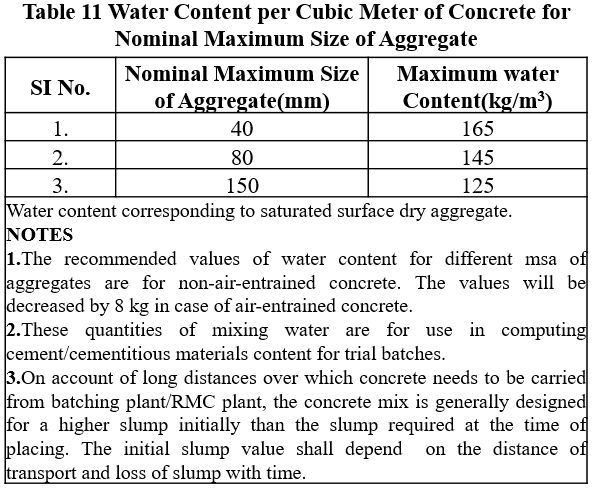 Table 11 Water Content per Cubic Meter of Concrete for
Nominal Maximum Size of Aggregate
SI No. Nominal Maximum Size of Aggregate(mm) Maximum water Content(kg/m³)
1. 40 165
2. 80 145
3. 150 125
Water content corresponding to saturated surface dry aggregate.
NOTES
1.The recommended values of water content for different msa of
aggregates are for non-air-entrained concrete. The values will be
decreased by 8 kg in case of air-entrained concrete.
2.These quantities of mixing water are for use in computing
cement/cementitious materials content for trial batches.
3.On account of long distances over which concrete needs to be carried
from batching plant/RMC plant, the concrete mix is generally designed
for a higher slump initially than the slump required at the time of
placing. The initial slump value shall depend on the distance of
transport and loss of slump with time.